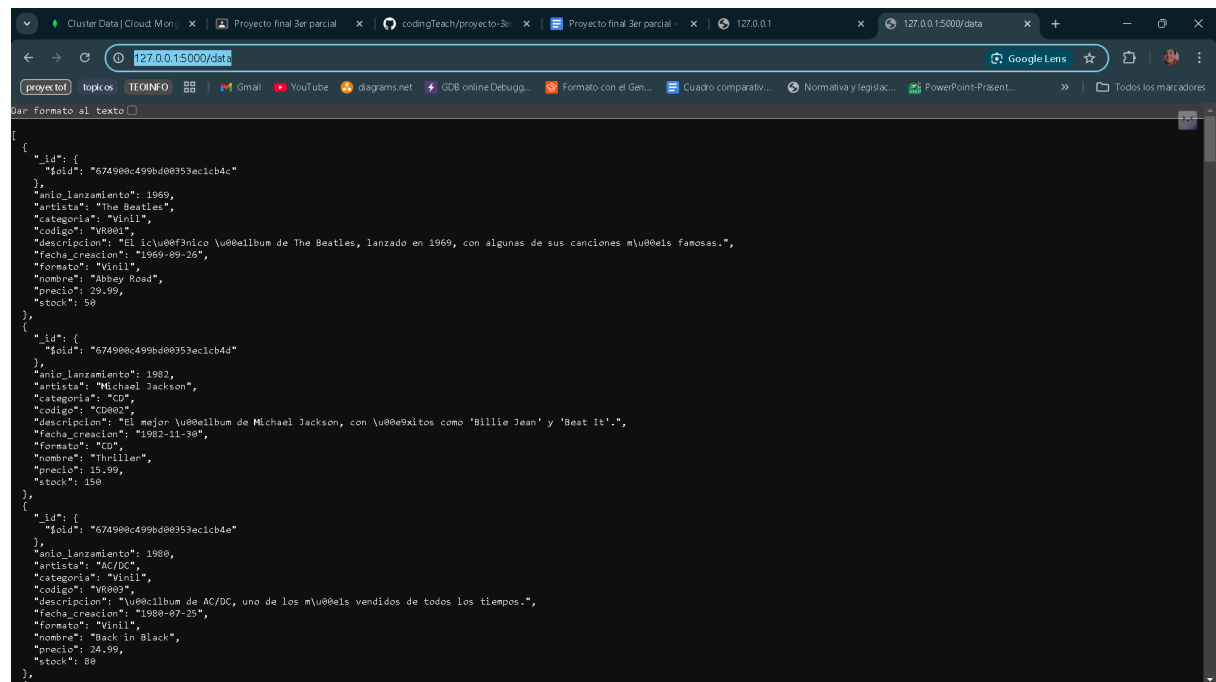 Cluster Data | Cloud: Mong
Proyecto final 3er parcial
codingTeach/proyecto-3er
Proyecto final 3er parcial -
127.0.0.1
127.0.0.1:5000/data
127.0.0.1:5000/data
Google Lens
proyectof
topicos
TEOINFO
Gmail
YouTube
diagrams.net
GDB online Debugg...
Formato con el Gen...
Cuadro comparativ...
Normativa y legislac...
PowerPoint-Präsent...
»
Todos los marcadores
Dar formato al texto
[
{
"_id": {
"$oid": "674900c499bd00353ec1cb4c"
},
"anio_lanzamiento": 1969,
"artista": "The Beatles",
"categoria": "Vinil",
"codigo": "VR001",
"descripcion": "El ic\u00f3nico \u00e1lbum de The Beatles, lanzado en 1969, con algunas de sus canciones m\u00e1s famosas.",
"fecha_creacion": "1969-09-26",
"formato": "Vinil",
"nombre": "Abbey Road",
"precio": 29.99,
"stock": 50
},
{
"_id": {
"$oid": "674900c499bd00353ec1cb4d"
},
"anio_lanzamiento": 1982,
"artista": "Michael Jackson",
"categoria": "CD",
"codigo": "CD002",
"descripcion": "El mejor \u00e1lbum de Michael Jackson, con \u00e9xitos como 'Billie Jean' y 'Beat It'.",
"fecha_creacion": "1982-11-30",
"formato": "CD",
"nombre": "Thriller",
"precio": 15.99,
"stock": 150
},
{
"_id": {
"$oid": "674900c499bd00353ec1cb4e"
},
"anio_lanzamiento": 1980,
"artista": "AC/DC",
"categoria": "Vinil",
"codigo": "VR003",
"descripcion": "\u00c1lbum de AC/DC, uno de los m\u00e1s vendidos de todos los tiempos.",
"fecha_creacion": "1980-07-25",
"formato": "Vinil",
"nombre": "Back in Black",
"precio": 24.99,
"stock": 80
},